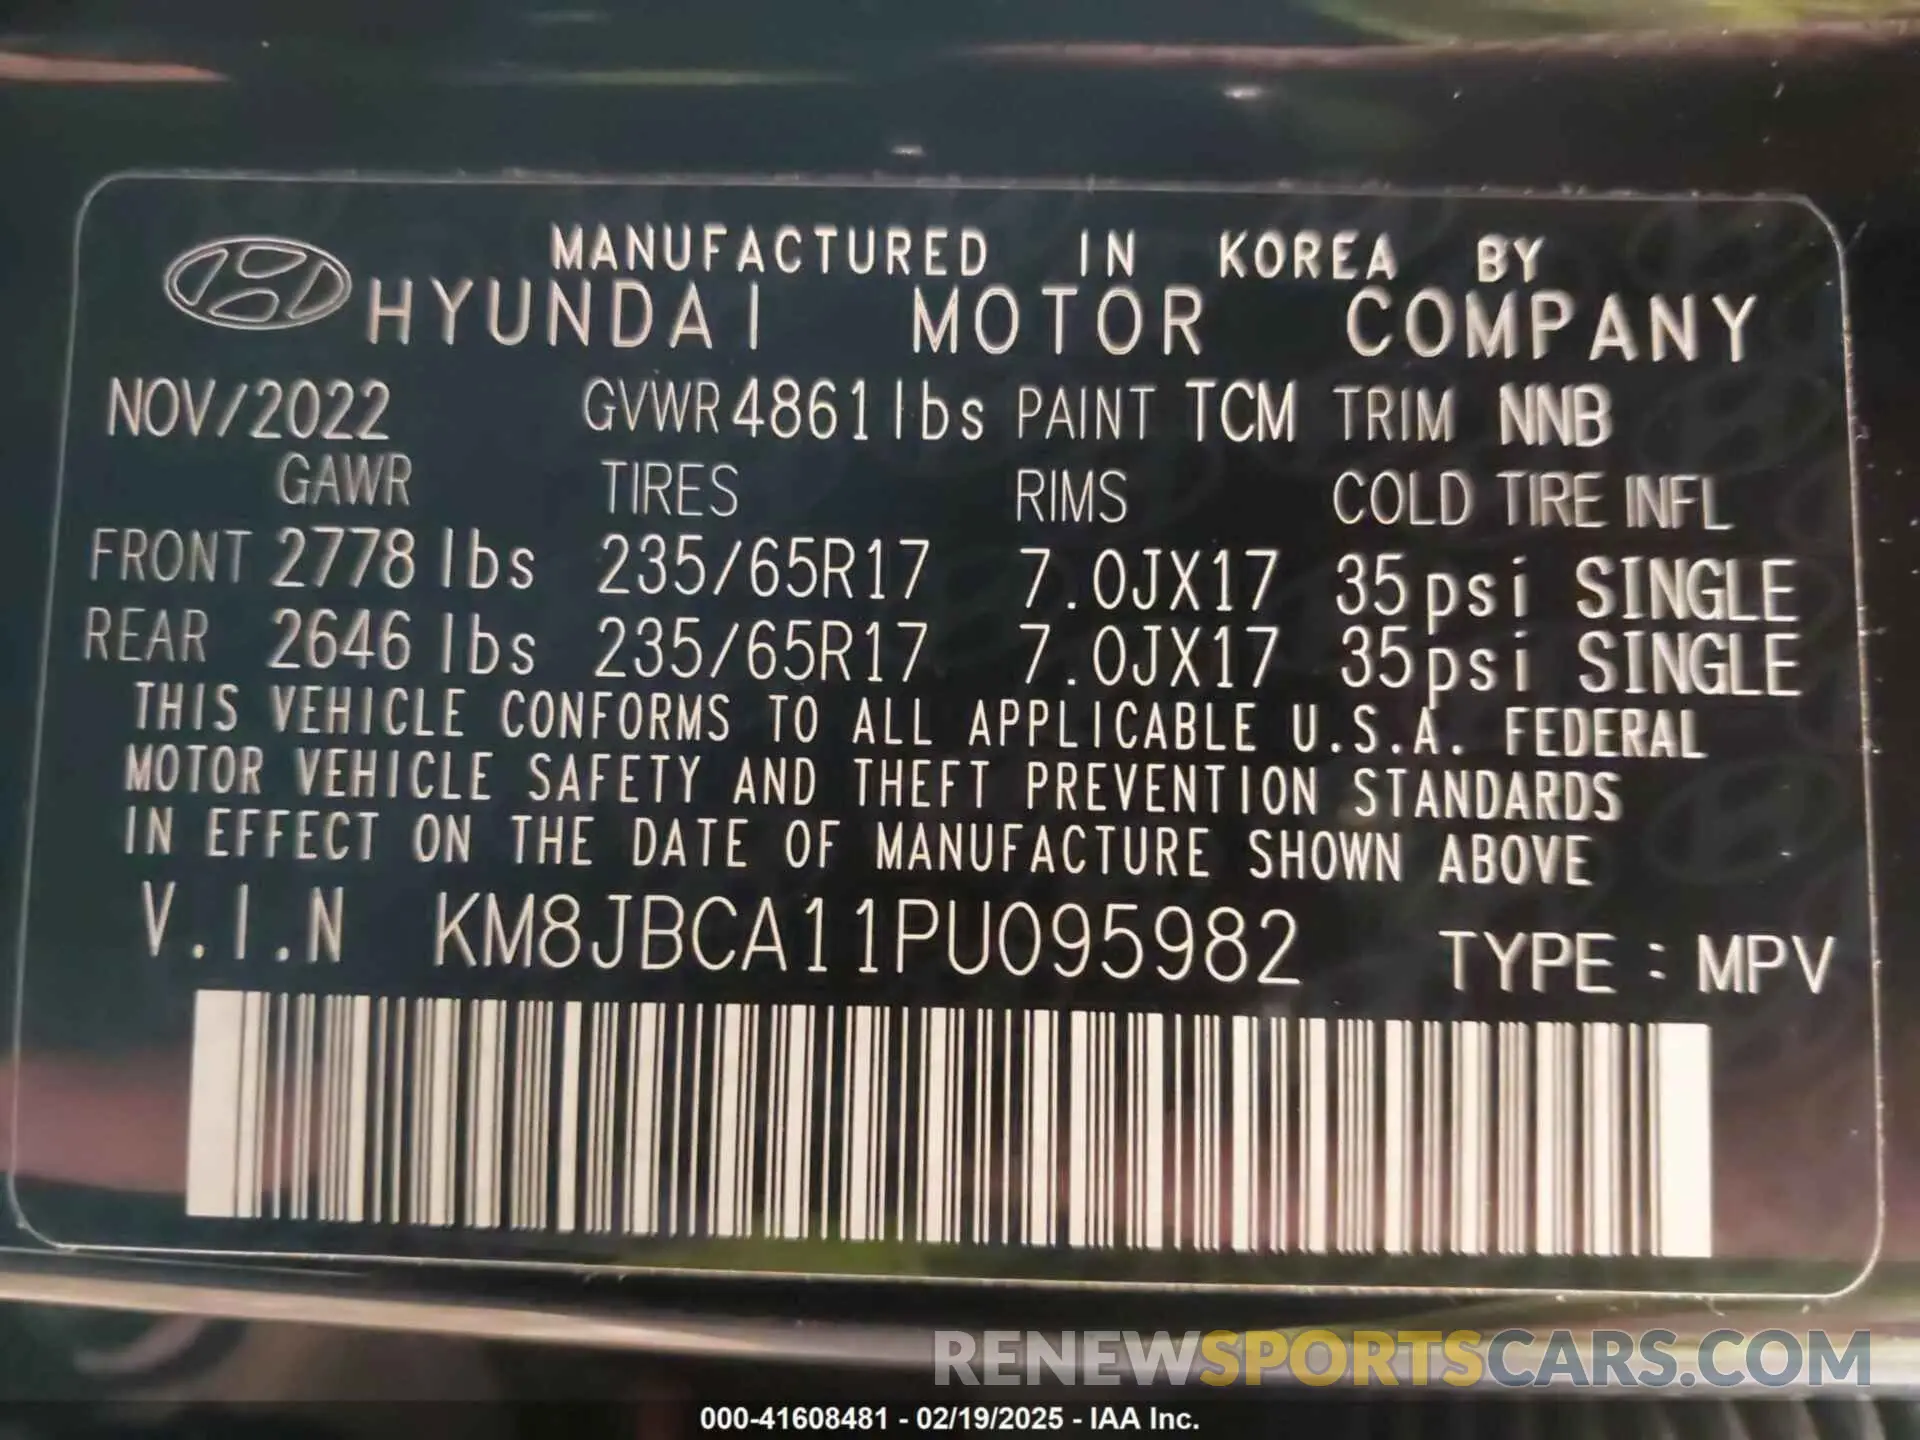 MANUFACTURED IN KOREA BY
HYUNDAI MOTOR COMPANY
NOV/2022 GVWR 4861lbs PAINT TCM TRIM NNB
GAWR TIRES RIMS COLD TIRE INFL
FRONT 2778 lbs 235/65R17 7.0JX17 35psi SINGLE
REAR 2646 lbs 235/65R17 7.0JX17 35psi SINGLE
THIS VEHICLE CONFORMS TO ALL APPLICABLE U.S.A. FEDERAL
MOTOR VEHICLE SAFETY AND THEFT PREVENTION STANDARDS
IN EFFECT ON THE DATE OF MANUFACTURE SHOWN ABOVE
V.I.N KM8JBCA11PU095982 TYPE : MPV
RENEWSPORTSCARS.COM
000-41608481 - 02/19/2025 - IAA Inc.